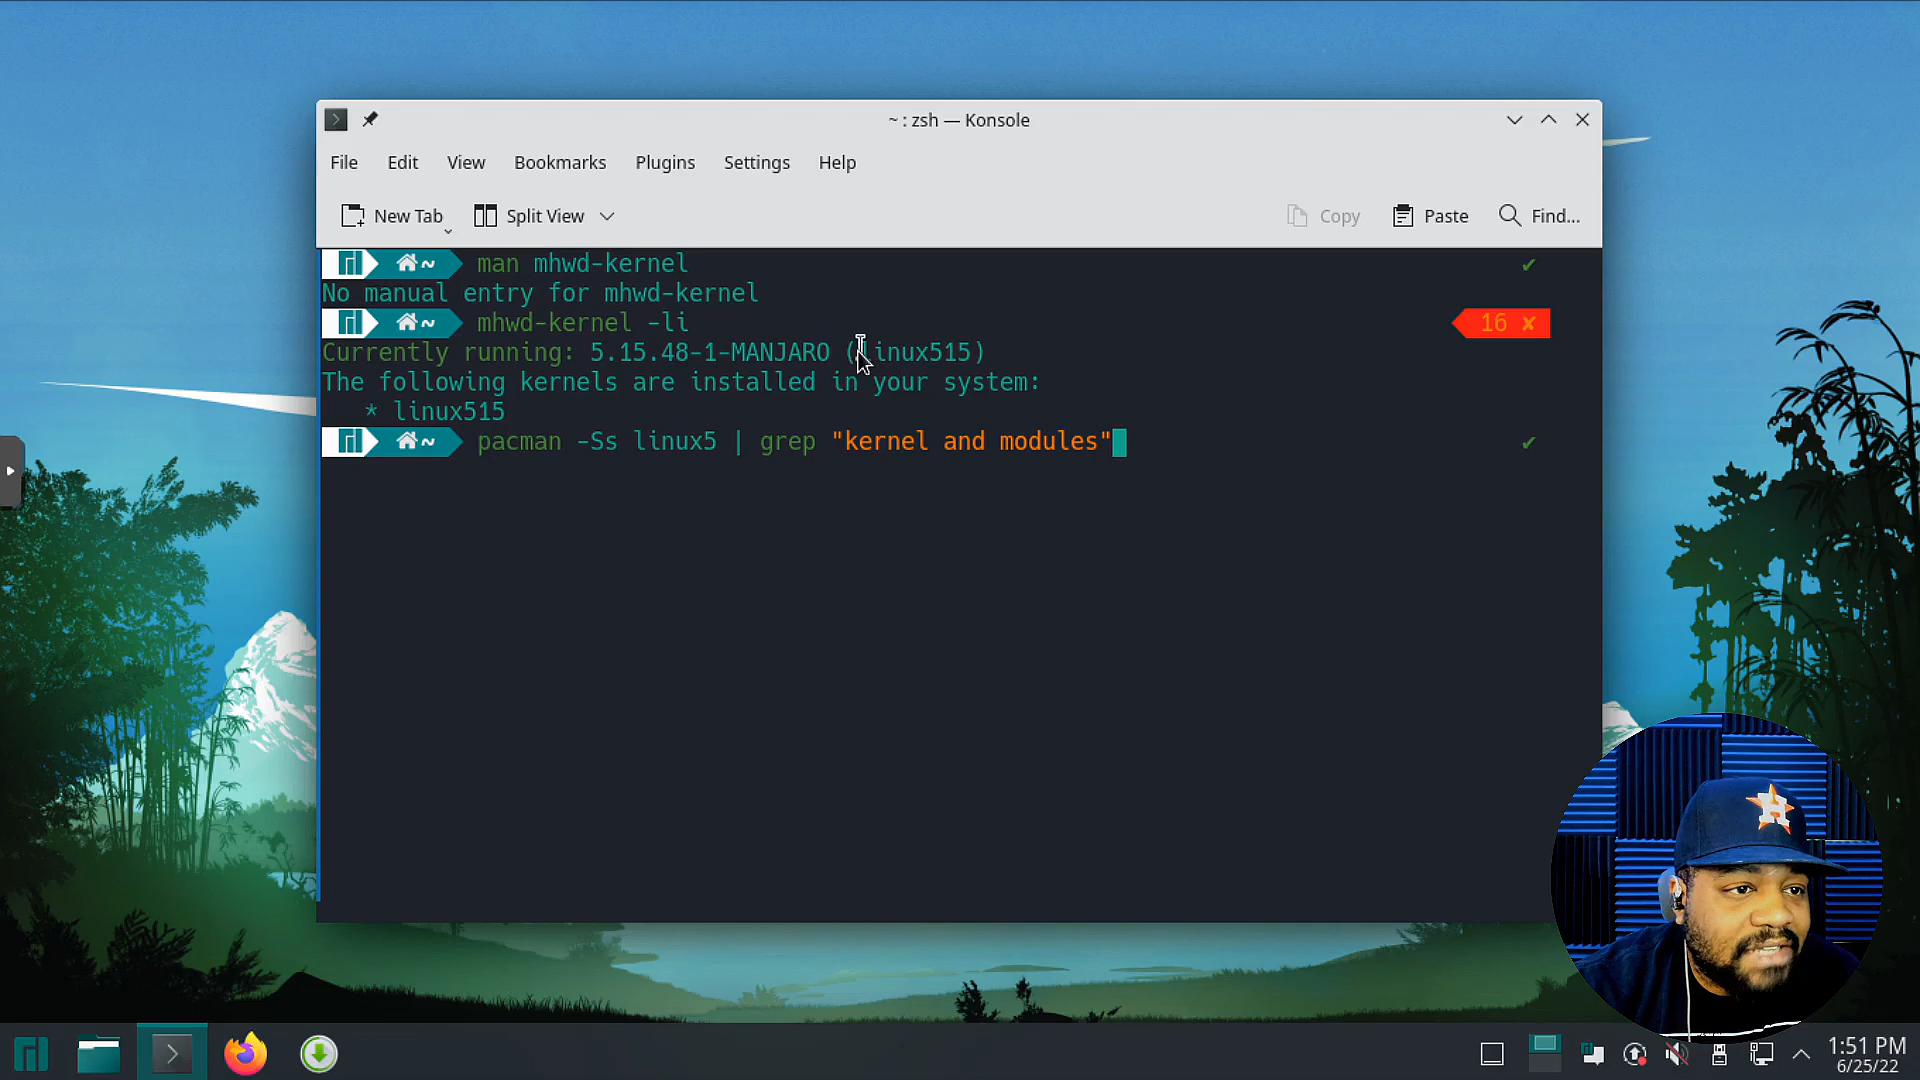 ~ : zsh — Konsole
File Edit View Bookmarks Plugins Settings Help
New Tab Split View Copy Paste Find...
~ man mhwd-kernel ✔
No manual entry for mhwd-kernel
~ mhwd-kernel -li 16 ✘
Currently running: 5.15.48-1-MANJARO (linux515)
The following kernels are installed in your system:
* linux515
~ pacman -Ss linux5 | grep "kernel and modules" ✔
1:51 PM
6/25/22